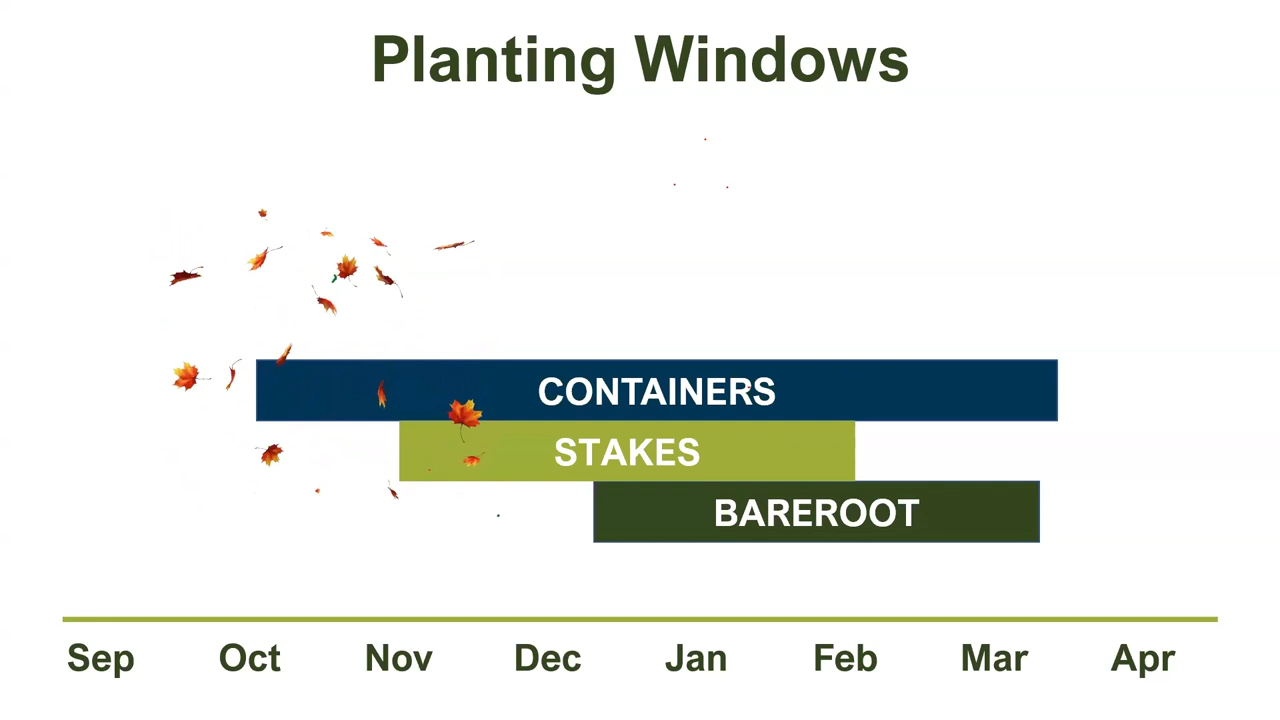 Planting Windows
CONTAINERS
STAKES
BAREROOT
Sep Oct Nov Dec Jan Feb Mar Apr